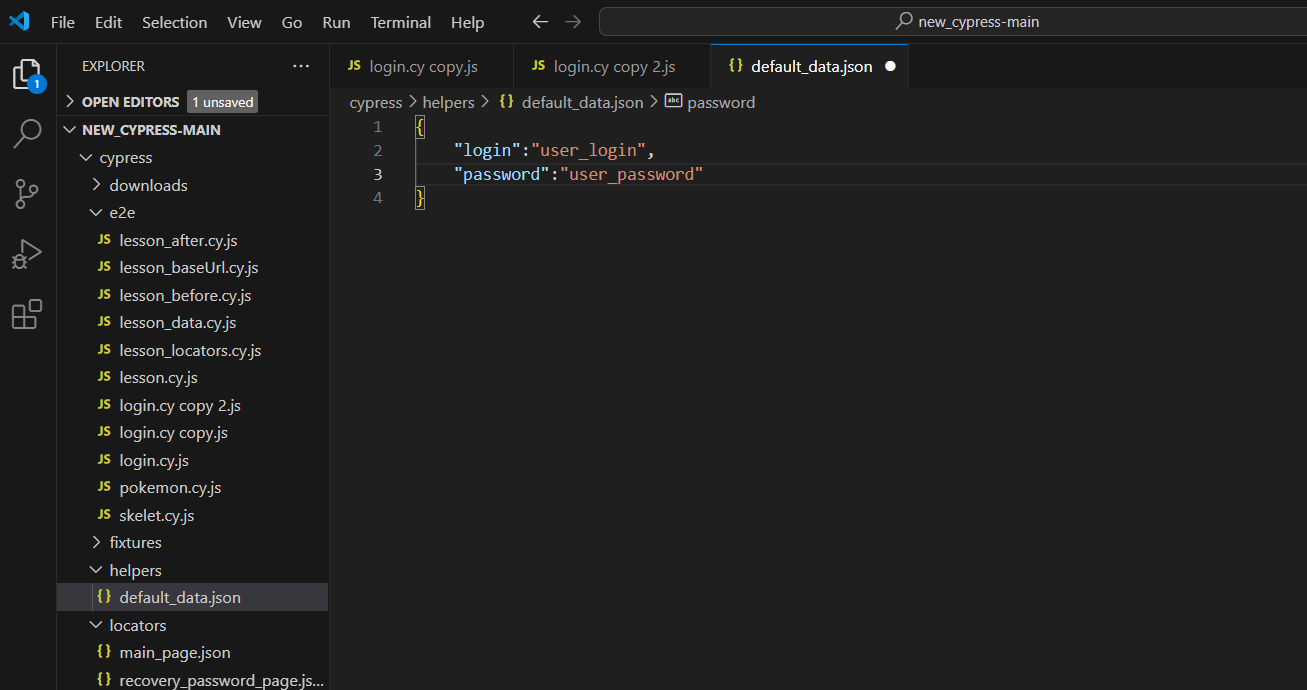 File Edit Selection View Go Run Terminal Help
new_cypress-main
1
EXPLORER ...
OPEN EDITORS 1 unsaved
NEW_CYPRESS-MAIN
cypress
downloads
e2e
JS lesson_after.cy.js
JS lesson_baseUrl.cy.js
JS lesson_before.cy.js
JS lesson_data.cy.js
JS lesson_locators.cy.js
JS lesson.cy.js
JS login.cy copy 2.js
JS login.cy copy.js
JS login.cy.js
JS pokemon.cy.js
JS skelet.cy.js
fixtures
helpers
{} default_data.json
locators
{} main_page.json
{} recovery_password_page.js...
JS login.cy copy.js
JS login.cy copy 2.js
{} default_data.json
cypress > helpers > {} default_data.json > abc password
1 {
2 "login":"user_login",
3 "password":"user_password"
4 }